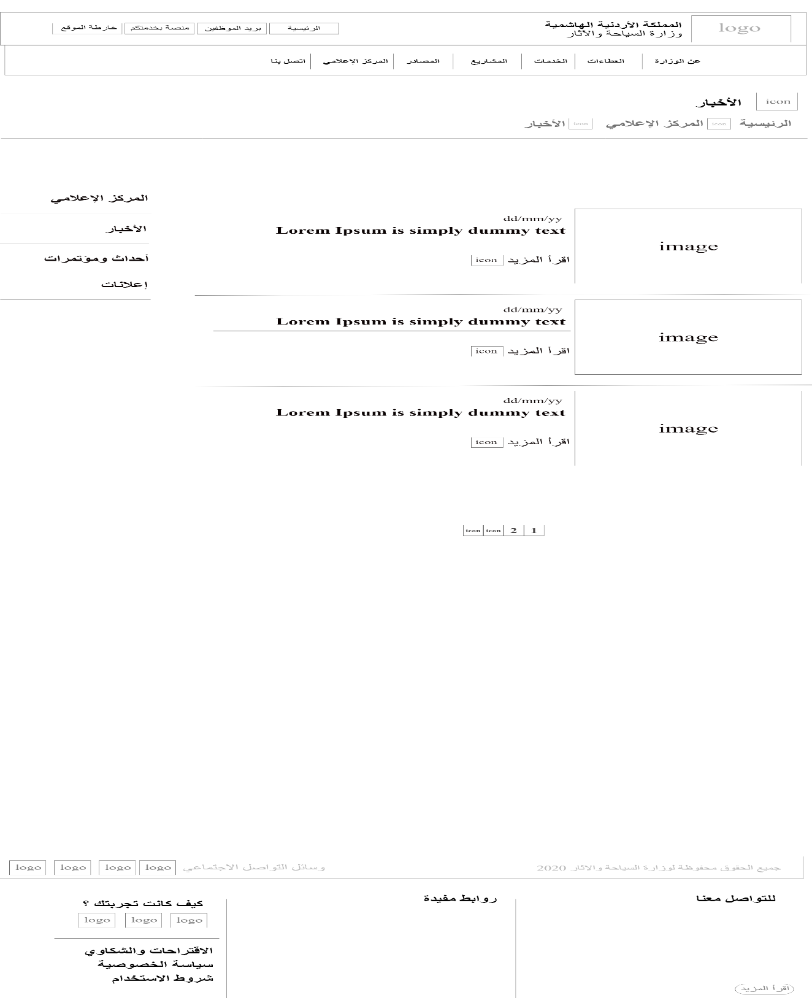 logo
المملكة الأردنية الهاشمية
وزارة السياحة والاثار
الرئيسية
بريد الموظفين
منصة بخدمتكم
خارطة الموقع
عن الوزارة
العطاءات
الخدمات
المشاريع
المصادر
المركز الإعلامي
اتصل بنا
icon
الأخبار
الرئيسية icon المركز الإعلامي icon الأخبار
المركز الإعلامي
الأخبار
أحداث ومؤتمرات
إعلانات
image
dd/mm/yy
Lorem Ipsum is simply dummy text
اقرأ المزيد icon
image
dd/mm/yy
Lorem Ipsum is simply dummy text
اقرأ المزيد icon
image
dd/mm/yy
Lorem Ipsum is simply dummy text
اقرأ المزيد icon
1 2 icon icon
جميع الحقوق محفوظة لوزارة السياحة والاثار 2020
وسائل التواصل الاجتماعي
logo logo logo logo
للتواصل معنا
اقرأ المزيد
روابط مفيدة
كيف كانت تجربتك ؟
logo logo logo
الاقتراحات والشكاوي
سياسة الخصوصية
شروط الاستخدام